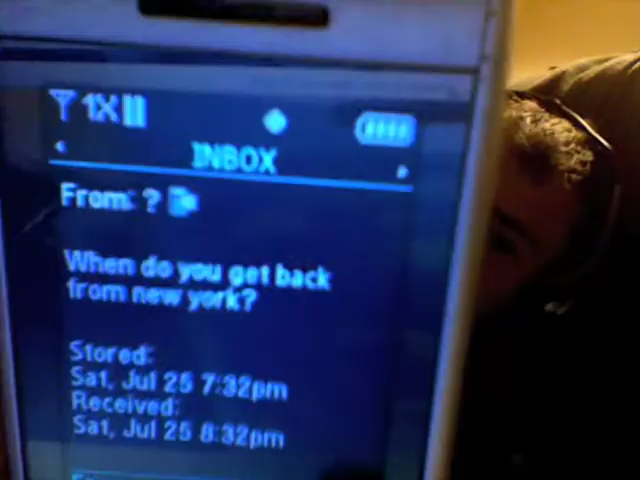 1X
INBOX
From: ?
When do you get back
from new york?
Stored:
Sat, Jul 25 7:32pm
Received:
Sat, Jul 25 8:32pm